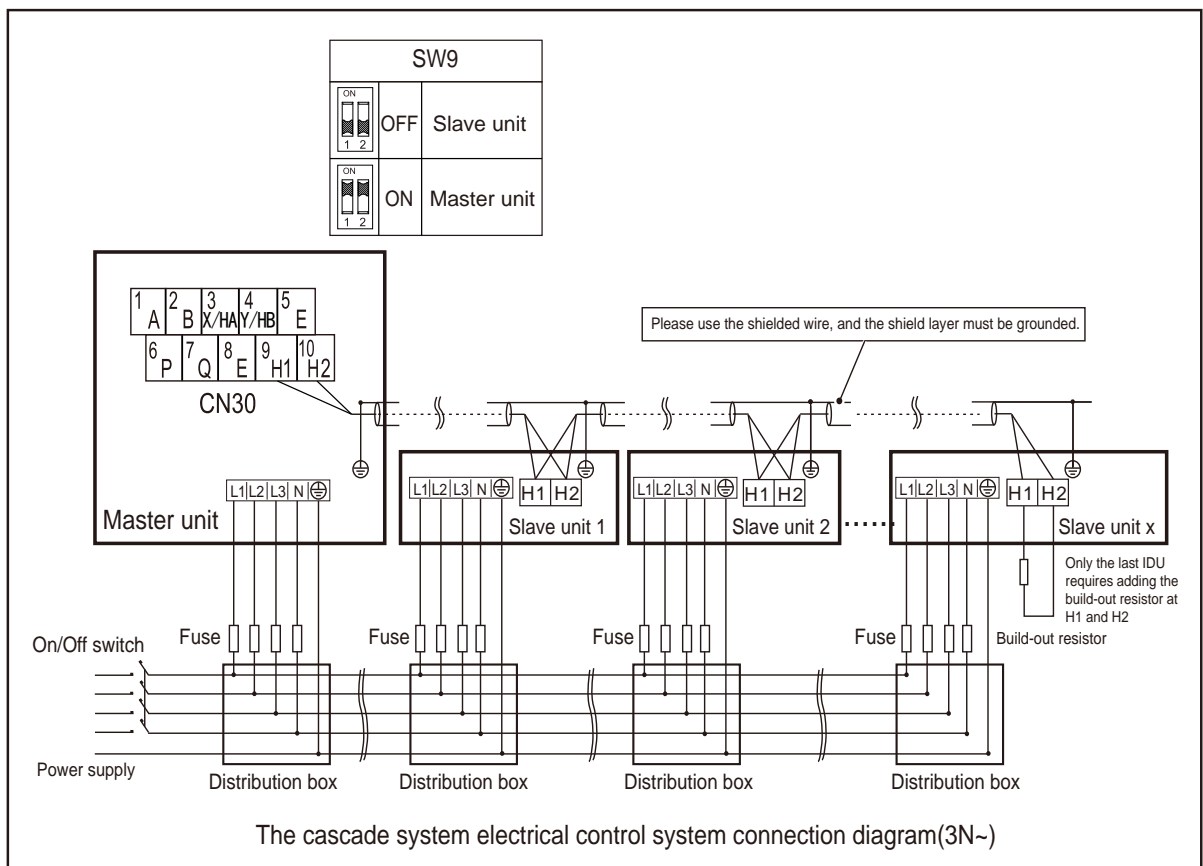 SW9
ON
1 2
OFF
Slave unit
ON
1 2
ON
Master unit
1 A
2 B
3 X/HA
4 Y/HB
5 E
6 P
7 Q
8 E
9 H1
10 H2
CN30
Please use the shielded wire, and the shield layer must be grounded.
L1 L2 L3 N
Master unit
L1 L2 L3 N
H1 H2
Slave unit 1
L1 L2 L3 N
H1 H2
Slave unit 2
L1 L2 L3 N
H1 H2
Slave unit x
Only the last IDU
requires adding the
build-out resistor at
H1 and H2
Build-out resistor
On/Off switch
Fuse
Fuse
Fuse
Fuse
Power supply
Distribution box
Distribution box
Distribution box
Distribution box
The cascade system electrical control system connection diagram(3N~)